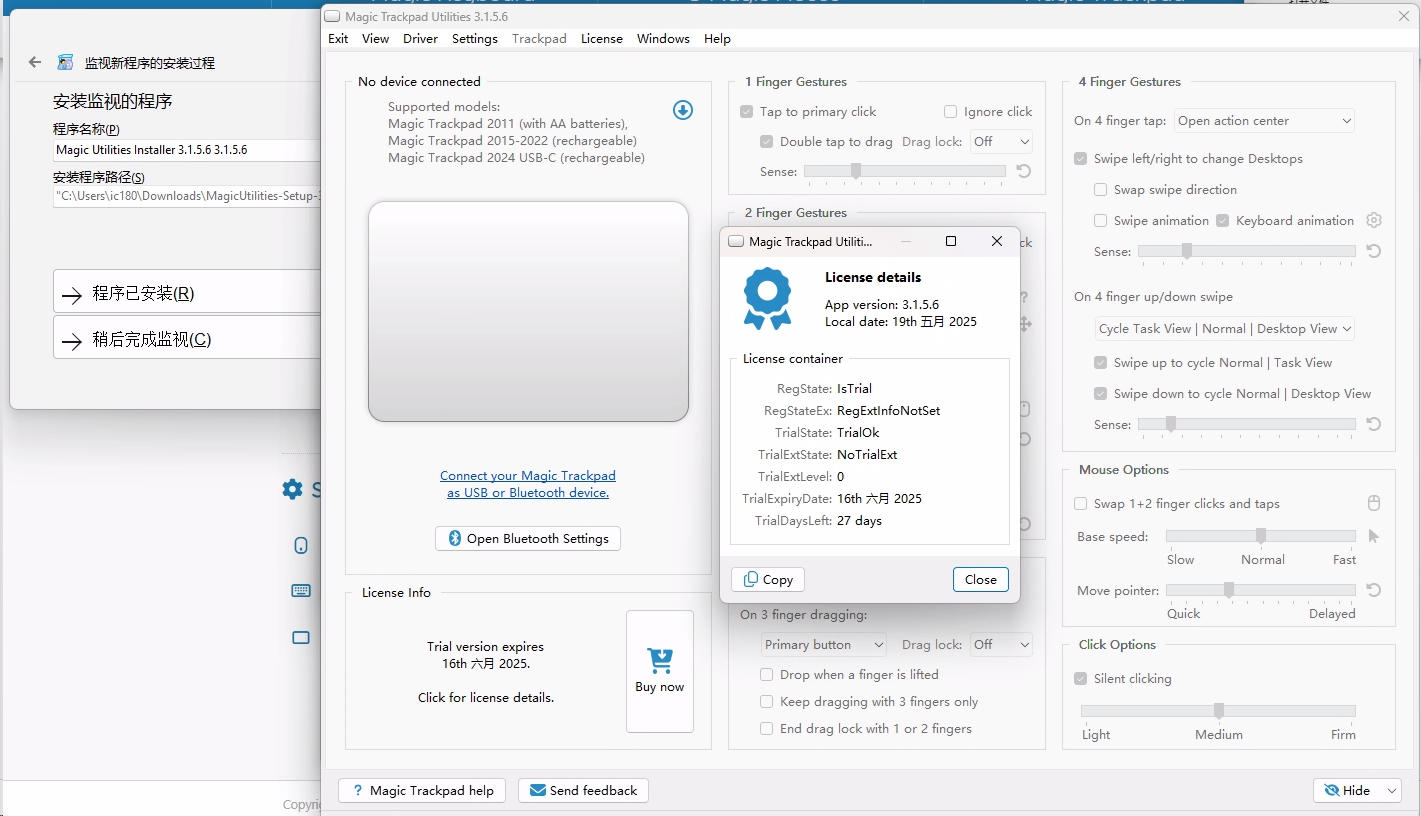 监视新程序的安装过程
安装监视的程序
程序名称(P)
Magic Utilities Installer 3.1.5.6 3.1.5.6
安装程序路径(S)
"C:\Users\ic180\Downloads\MagicUtilities-Setup-
程序已安装(R)
稍后完成监视(C)
Magic Trackpad Utilities 3.1.5.6
Exit View Driver Settings Trackpad License Windows Help
No device connected
Supported models:
Magic Trackpad 2011 (with AA batteries),
Magic Trackpad 2015-2022 (rechargeable)
Magic Trackpad 2024 USB-C (rechargeable)
Connect your Magic Trackpad
as USB or Bluetooth device.
Open Bluetooth Settings
License Info
Trial version expires
16th 六月 2025.
Click for license details.
Buy now
1 Finger Gestures
Tap to primary click Ignore click
Double tap to drag Drag lock: Off
Sense:
2 Finger Gestures
ck
Magic Trackpad Utiliti...
License details
App version: 3.1.5.6
Local date: 19th 五月 2025
License container
RegState: IsTrial
RegStateEx: RegExtInfoNotSet
TrialState: TrialOk
TrialExtState: NoTrialExt
TrialExtLevel: 0
TrialExpiryDate: 16th 六月 2025
TrialDaysLeft: 27 days
Copy Close
On 3 finger dragging:
Primary button Drag lock: Off
Drop when a finger is lifted
Keep dragging with 3 fingers only
End drag lock with 1 or 2 fingers
4 Finger Gestures
On 4 finger tap: Open action center
Swipe left/right to change Desktops
Swap swipe direction
Swipe animation Keyboard animation
Sense:
On 4 finger up/down swipe
Cycle Task View | Normal | Desktop View
Swipe up to cycle Normal | Task View
Swipe down to cycle Normal | Desktop View
Sense:
Mouse Options
Swap 1+2 finger clicks and taps
Base speed:
Slow Normal Fast
Move pointer:
Quick Delayed
Click Options
Silent clicking
Light Medium Firm
? Magic Trackpad help Send feedback Hide
S
Copyri